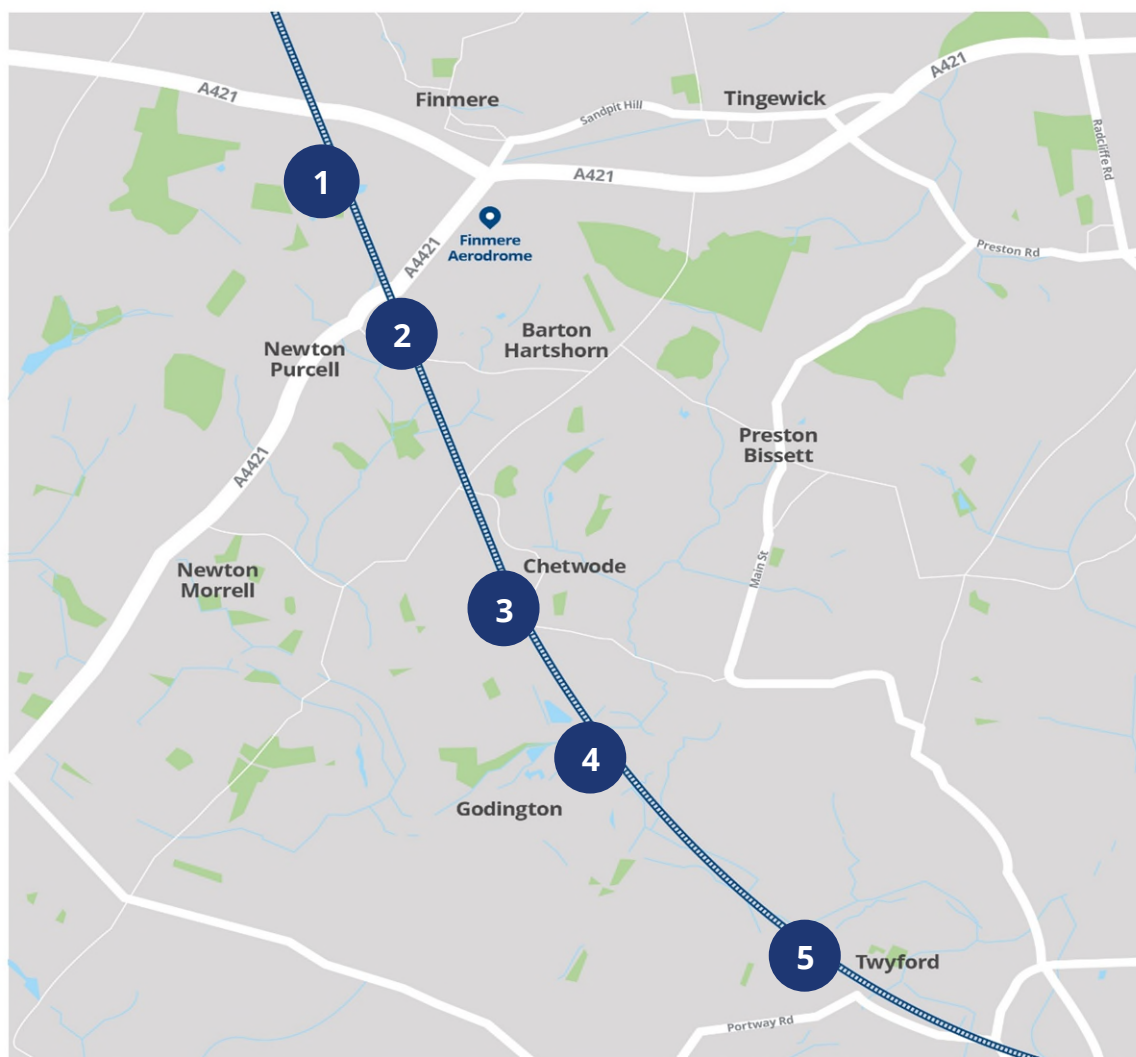 A421
Finmere
Sandpit Hill
Tingewick
A421
Radcliffe Rd
1
A421
Finmere
Aerodrome
A4421
Preston Rd
2
Newton
Purcell
Barton
Hartshorn
Preston
Bissett
A4421
Newton
Morrell
Chetwode
Main St
3
4
Godington
5
Twyford
Portway Rd